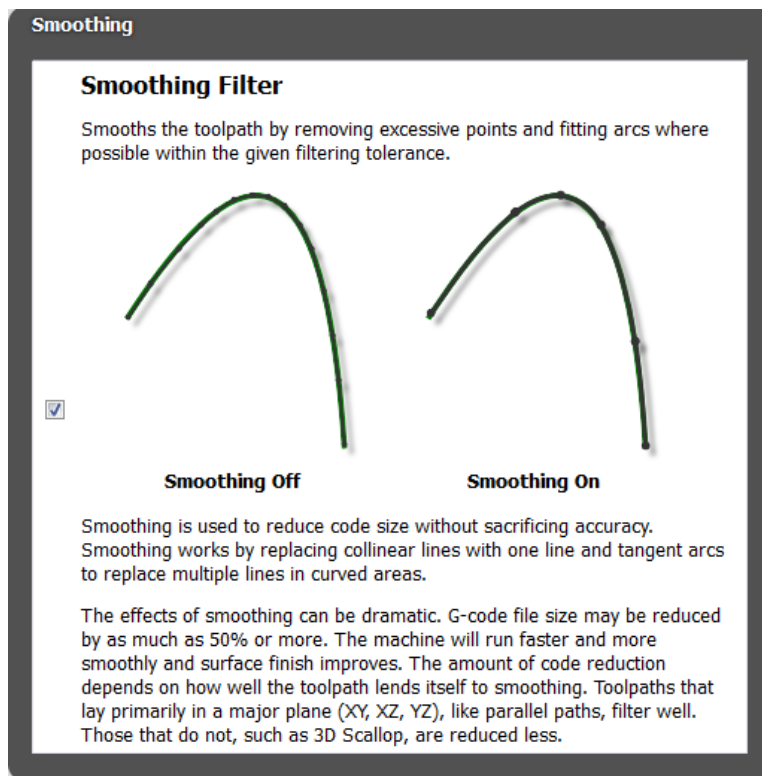 Smoothing
Smoothing Filter
Smooths the toolpath by removing excessive points and fitting arcs where
possible within the given filtering tolerance.
Smoothing Off
Smoothing On
Smoothing is used to reduce code size without sacrificing accuracy.
Smoothing works by replacing collinear lines with one line and tangent arcs
to replace multiple lines in curved areas.
The effects of smoothing can be dramatic. G-code file size may be reduced
by as much as 50% or more. The machine will run faster and more
smoothly and surface finish improves. The amount of code reduction
depends on how well the toolpath lends itself to smoothing. Toolpaths that
lay primarily in a major plane (XY, XZ, YZ), like parallel paths, filter well.
Those that do not, such as 3D Scallop, are reduced less.